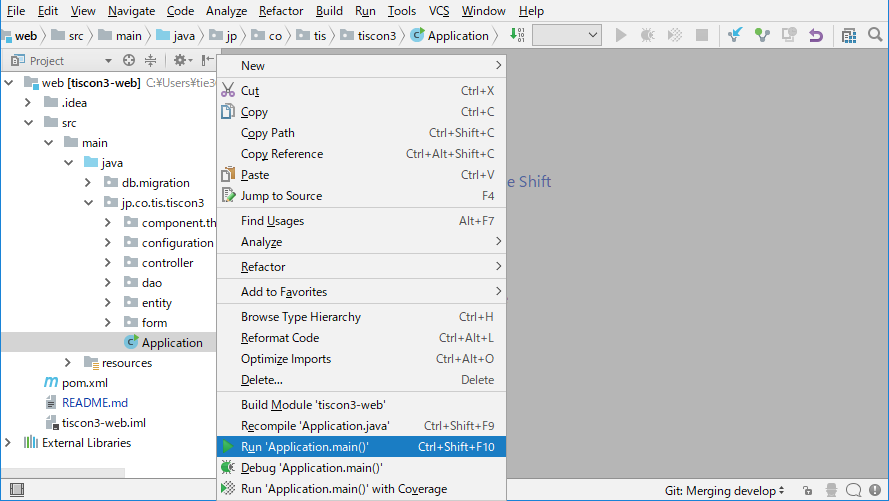 File Edit View Navigate Code Analyze Refactor Build Run Tools VCS Window Help
web src main java jp co tis tiscon3 Application
Project
web [tiscon3-web] C:¥Users¥tie3
.idea
src
main
java
db.migration
jp.co.tis.tiscon3
component.th
configuration
controller
dao
entity
form
Application
resources
pom.xml
README.md
tiscon3-web.iml
External Libraries
New
Cut Ctrl+X
Copy Ctrl+C
Copy Path Ctrl+Shift+C
Copy Reference Ctrl+Alt+Shift+C
Paste Ctrl+V
Jump to Source F4
Find Usages Alt+F7
Analyze
Refactor
Add to Favorites
Browse Type Hierarchy Ctrl+H
Reformat Code Ctrl+Alt+L
Optimize Imports Ctrl+Alt+O
Delete... Delete
Build Module 'tiscon3-web'
Recompile 'Application.java' Ctrl+Shift+F9
Run 'Application.main()' Ctrl+Shift+F10
Debug 'Application.main()'
Run 'Application.main()' with Coverage
e Shift
Git: Merging develop